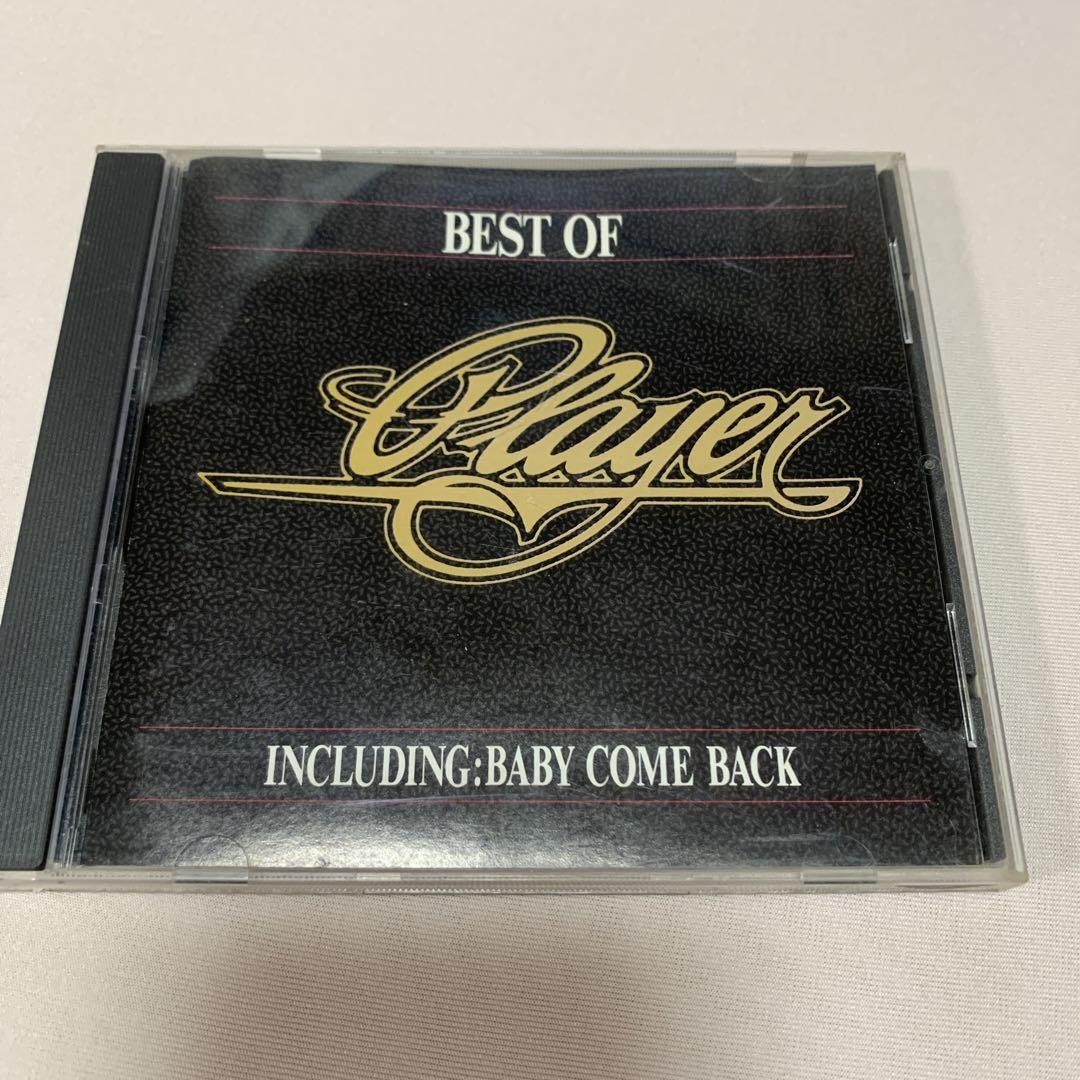 BEST OF
Player
INCLUDING:BABY COME BACK